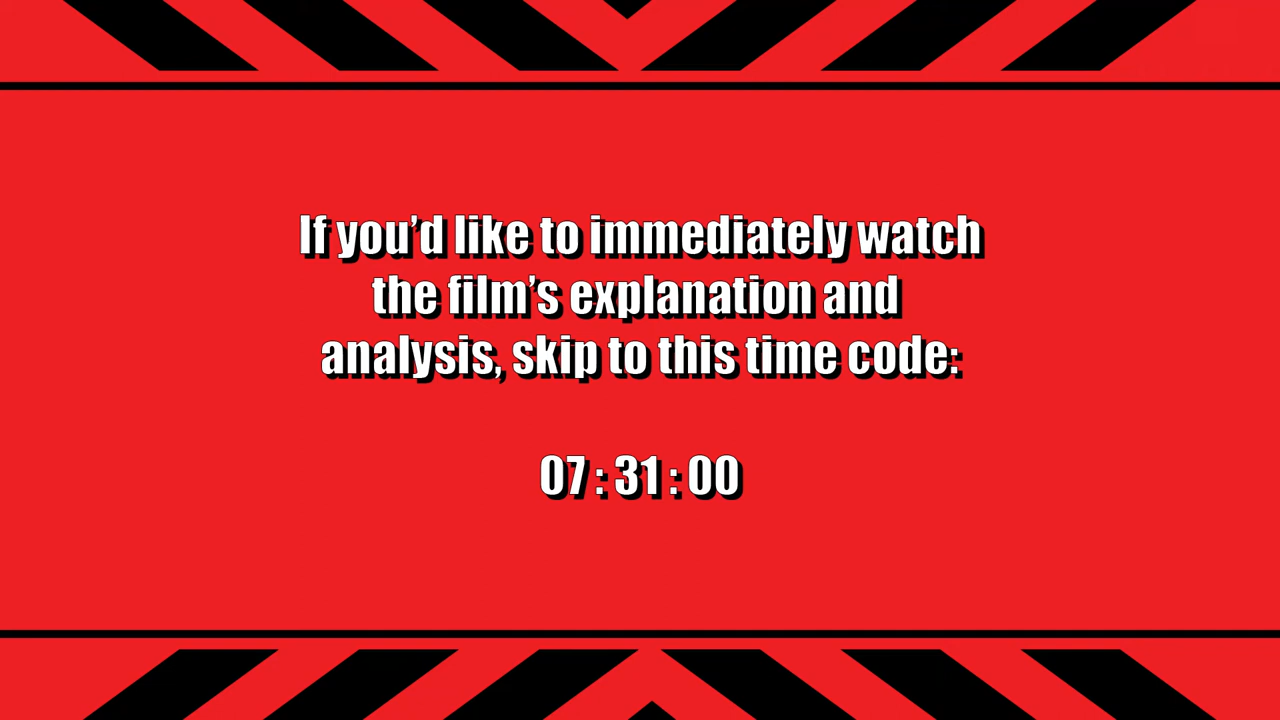 If you’d like to immediately watch
the film’s explanation and
analysis, skip to this time code:
07 : 31 : 00